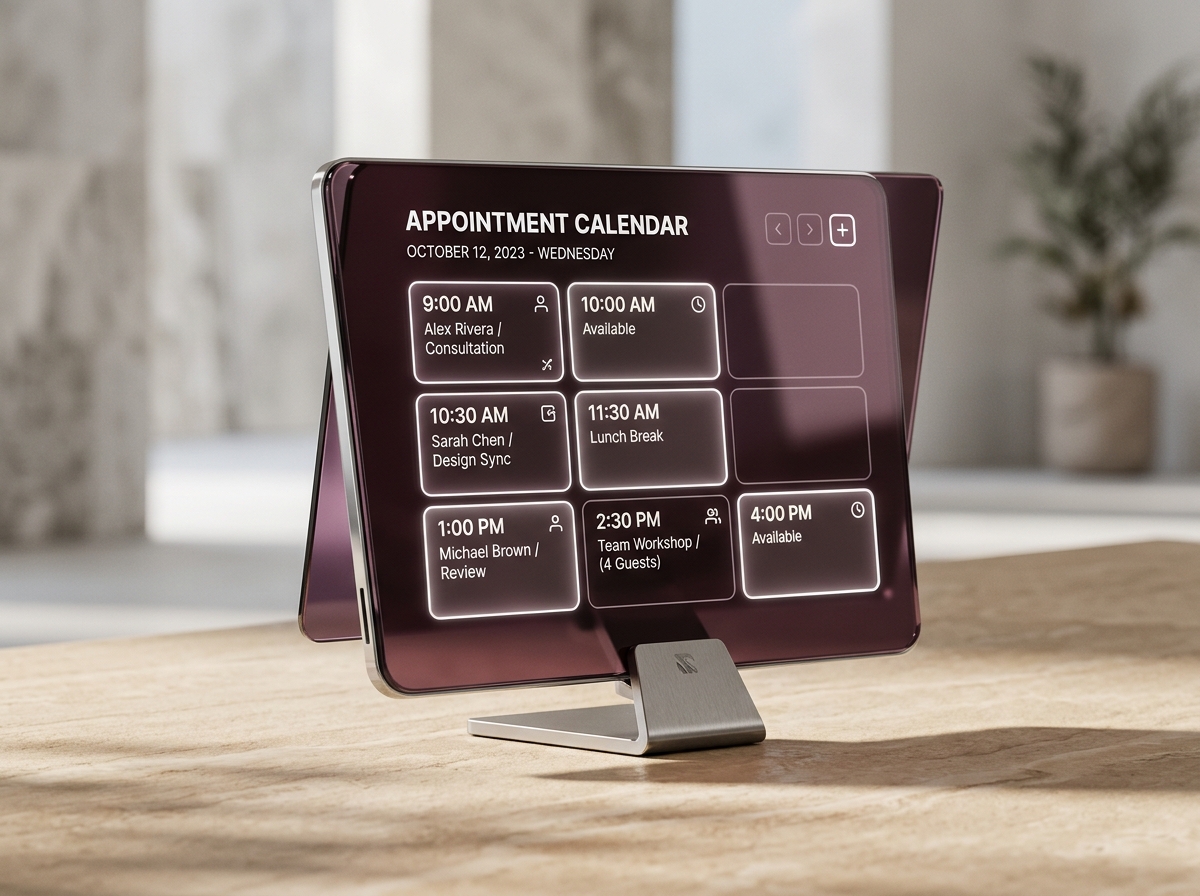 APPOINTMENT CALENDAR
OCTOBER 12, 2023 - WEDNESDAY
9:00 AM
Alex Rivera /
Consultation
10:00 AM
Available
10:30 AM
Sarah Chen /
Design Sync
11:30 AM
Lunch Break
1:00 PM
Michael Brown /
Review
2:30 PM
Team Workshop /
(4 Guests)
4:00 PM
Available